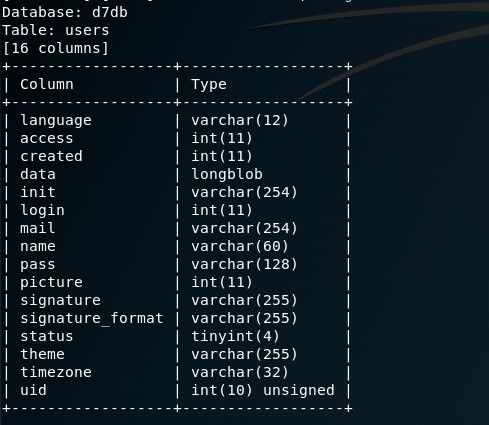 Database: d7db
Table: users
[16 columns]
+------------------+------------------+
| Column           | Type             |
+------------------+------------------+
| language         | varchar(12)      |
| access           | int(11)          |
| created          | int(11)          |
| data             | longblob         |
| init             | varchar(254)     |
| login            | int(11)          |
| mail             | varchar(254)     |
| name             | varchar(60)      |
| pass             | varchar(128)     |
| picture          | int(11)          |
| signature        | varchar(255)     |
| signature_format | varchar(255)     |
| status           | tinyint(4)       |
| theme            | varchar(255)     |
| timezone         | varchar(32)      |
| uid              | int(10) unsigned |
+------------------+------------------+